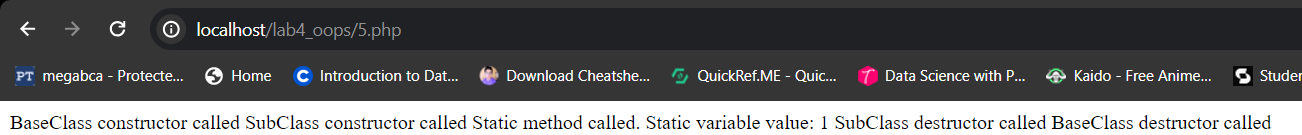 localhost/lab4_oops/5.php
PT megabca - Protecte... Home C Introduction to Dat... Download Cheatshe... QuickRef.ME - Quic... Data Science with P... Kaido - Free Anime... S Studer
BaseClass constructor called SubClass constructor called Static method called. Static variable value: 1 SubClass destructor called BaseClass destructor called